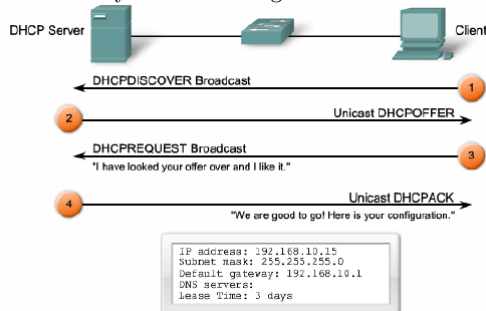 DHCP Server
Client
DHCPDISCOVER Broadcast
1
2
Unicast DHCPOFFER
DHCPREQUEST Broadcast
3
"I have looked your offer over and I like it."
4
Unicast DHCPACK
"We are good to go! Here is your configuration."
IP address: 192.168.10.15
Subnet mask: 255.255.255.0
Default gateway: 192.168.10.1
DNS servers:
Lease Time: 3 days